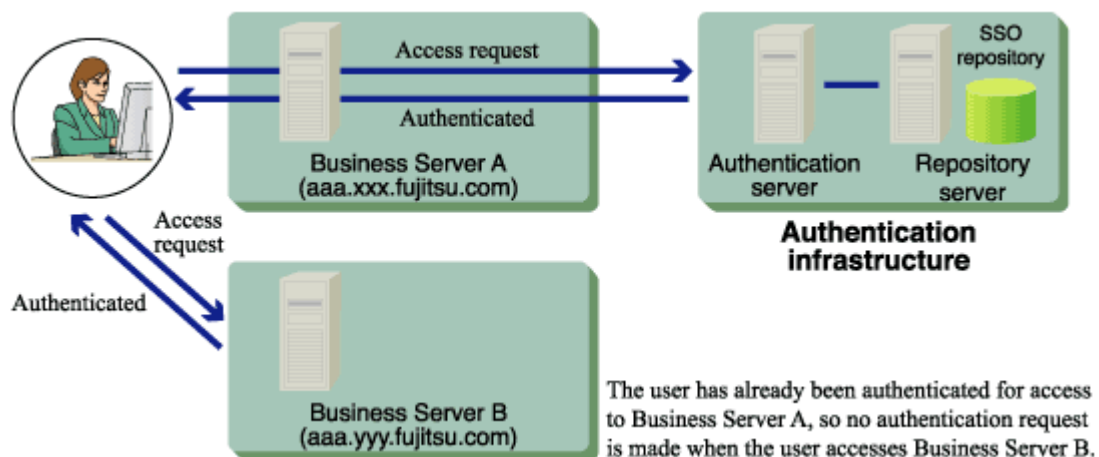 Access request
Authenticated
Business Server A
(aaa.xxx.fujitsu.com)
SSO
repository
Authentication
server
Repository
server
Authentication
infrastructure
Access
request
Authenticated
Business Server B
(aaa.yyy.fujitsu.com)
The user has already been authenticated for access
to Business Server A, so no authentication request
is made when the user accesses Business Server B.